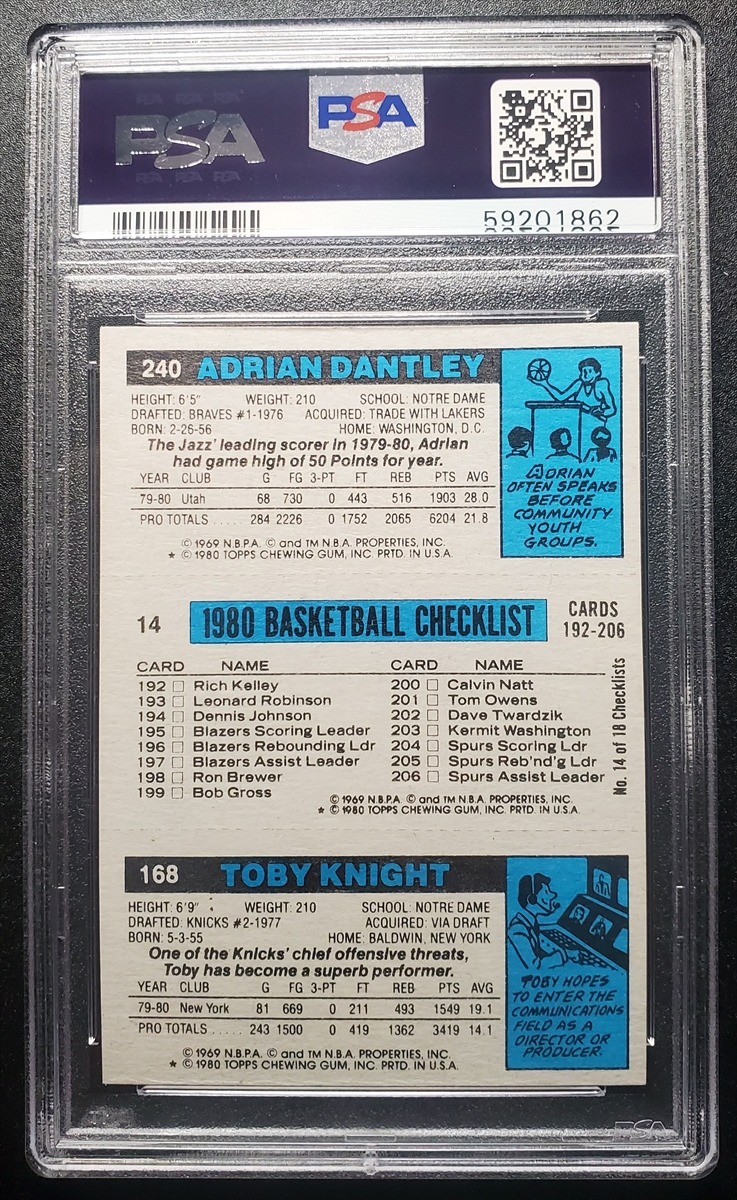 PSA
PSA
59201862
240 ADRIAN DANTLEY
HEIGHT: 6'5" WEIGHT: 210 SCHOOL: NOTRE DAME
DRAFTED: BRAVES #1-1976 ACQUIRED: TRADE WITH LAKERS
BORN: 2-26-56 HOME: WASHINGTON, D.C.
The Jazz' leading scorer in 1979-80, Adrian
had game high of 50 Points for year.
YEAR CLUB G FG 3-PT FT REB PTS AVG
79-80 Utah 68 730 0 443 516 1903 28.0
PRO TOTALS ..... 284 2226 0 1752 2065 6204 21.8
© 1969 N.B.P.A. © and TM N.B.A. PROPERTIES, INC.
★ © 1980 TOPPS CHEWING GUM, INC. PRTD. IN U.S.A.
ADRIAN
OFTEN SPEAKS
BEFORE
COMMUNITY
YOUTH
GROUPS.
14 1980 BASKETBALL CHECKLIST CARDS
192-206
CARD NAME CARD NAME
192 □ Rich Kelley 200 □ Calvin Natt
193 □ Leonard Robinson 201 □ Tom Owens
194 □ Dennis Johnson 202 □ Dave Twardzik
195 □ Blazers Scoring Leader 203 □ Kermit Washington
196 □ Blazers Rebounding Ldr 204 □ Spurs Scoring Ldr
197 □ Blazers Assist Leader 205 □ Spurs Reb'nd'g Ldr
198 □ Ron Brewer 206 □ Spurs Assist Leader
199 □ Bob Gross
© 1969 N.B.P.A. © and TM N.B.A. PROPERTIES, INC.
★ © 1980 TOPPS CHEWING GUM, INC. PRTD. IN U.S.A.
No. 14 of 18 Checklists
168 TOBY KNIGHT
HEIGHT: 6'9" WEIGHT: 210 SCHOOL: NOTRE DAME
DRAFTED: KNICKS #2-1977 ACQUIRED: VIA DRAFT
BORN: 5-3-55 HOME: BALDWIN, NEW YORK
One of the Knicks' chief offensive threats,
Toby has become a superb performer.
YEAR CLUB G FG 3-PT FT REB PTS AVG
79-80 New York 81 669 0 211 493 1549 19.1
PRO TOTALS ..... 243 1500 0 419 1362 3419 14.1
© 1969 N.B.P.A. © and TM N.B.A. PROPERTIES, INC.
★ © 1980 TOPPS CHEWING GUM, INC. PRTD. IN U.S.A.
TOBY HOPES
TO ENTER THE
COMMUNICATIONS
FIELD AS A
DIRECTOR OR
PRODUCER.
PSA